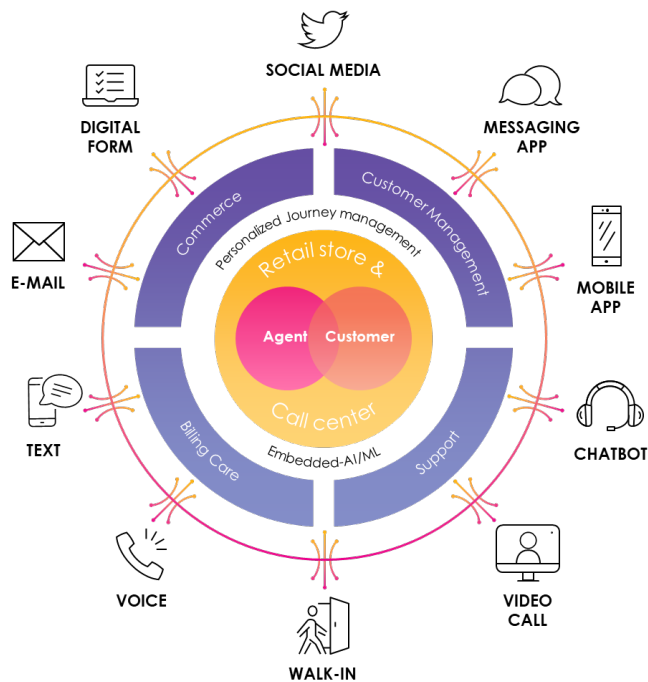 SOCIAL MEDIA
DIGITAL
FORM
MESSAGING
APP
Commerce
Customer Management
Personalized Journey management
Retail store &
E-MAIL
MOBILE
APP
Agent
Customer
Call center
TEXT
Billing Care
Embedded-AI/ML
Support
CHATBOT
VOICE
VIDEO
CALL
WALK-IN